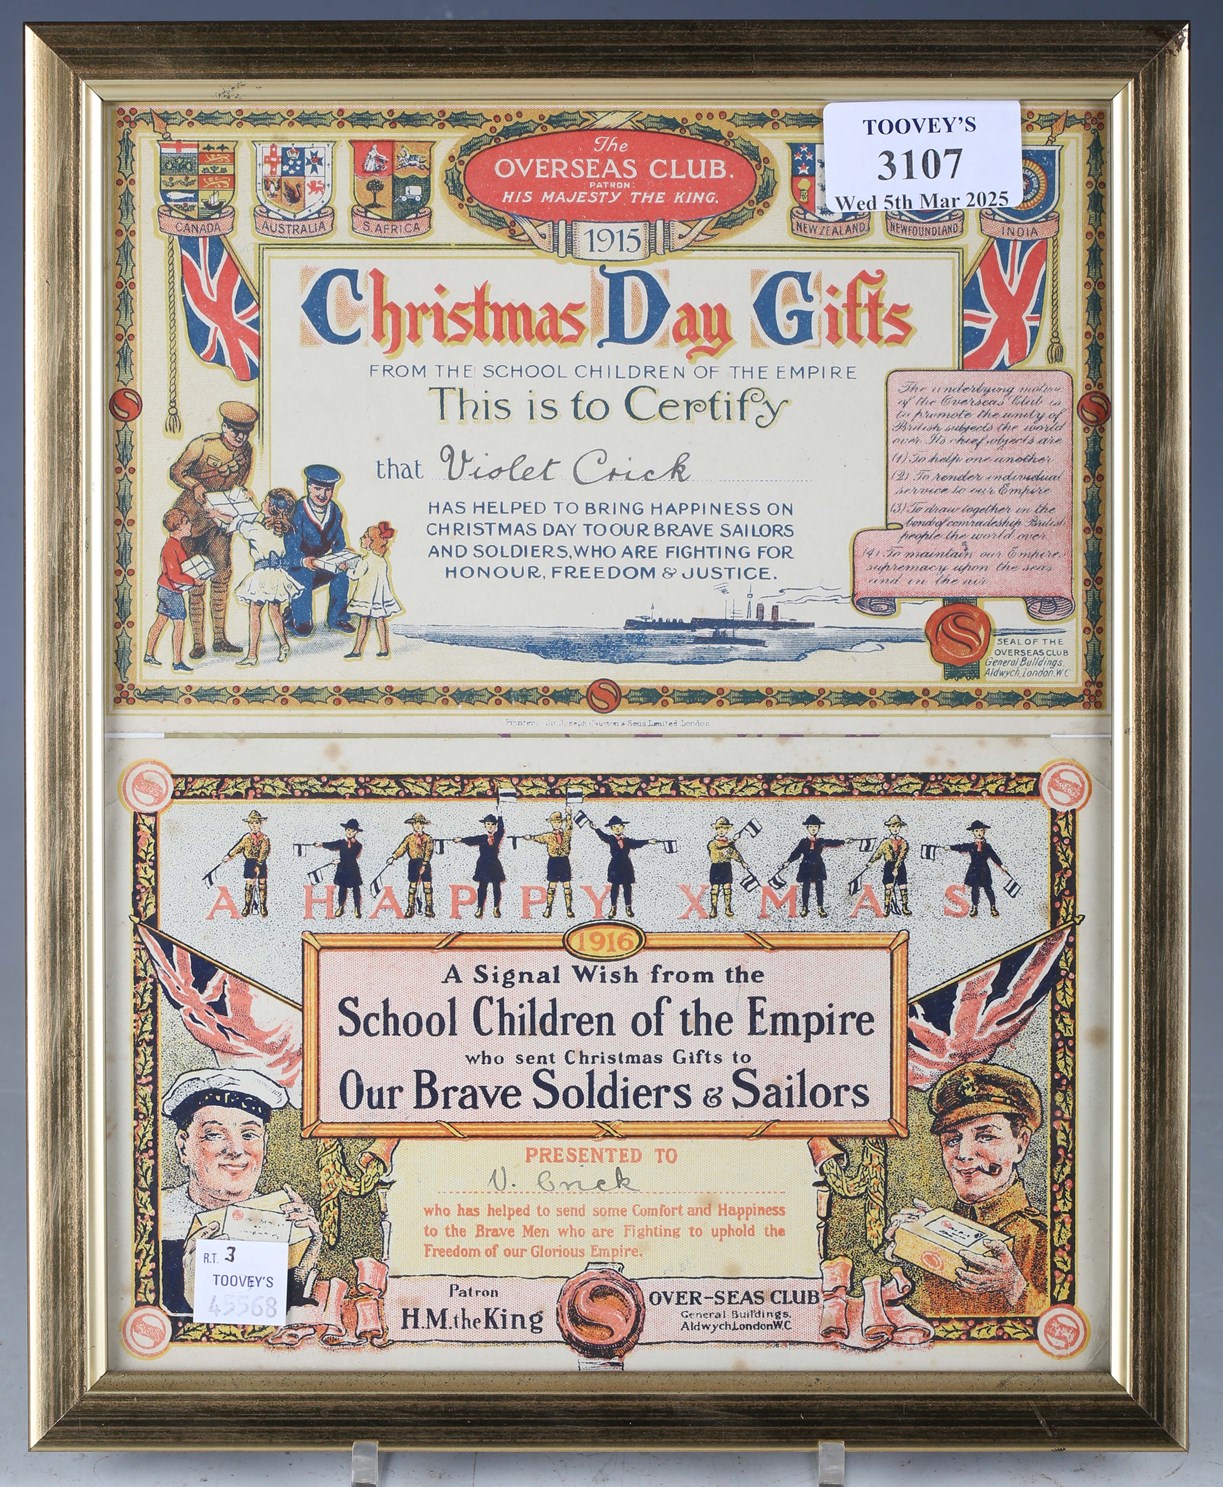 TOOVEY'S
3107
Wed 5th Mar 2025
The
OVERSEAS CLUB.
PATRON:
HIS MAJESTY THE KING.
1915
CANADA
AUSTRALIA
S. AFRICA
NEW ZEALAND
NEWFOUNDLAND
INDIA
Christmas Day Gifts
FROM THE SCHOOL CHILDREN OF THE EMPIRE
This is to Certify
that Violet Crick
HAS HELPED TO BRING HAPPINESS ON
CHRISTMAS DAY TO OUR BRAVE SAILORS
AND SOLDIERS, WHO ARE FIGHTING FOR
HONOUR, FREEDOM & JUSTICE.
The underlying motive
of the Overseas Club is
to promote the unity of
British subjects the world
over. Its chief objects are
(1) To help one another
(2) To render individual
service to our Empire
(3) To draw together in the
bond of comradeship British
people the world over
(4) To maintain our Empire's
supremacy upon the seas
and in the air
S
SEAL OF THE
OVERSEAS CLUB
General Buildings,
Aldwych, London, W.C
Sons Limited London
A HAPPY XMAS
1916
A Signal Wish from the
School Children of the Empire
who sent Christmas Gifts to
Our Brave Soldiers & Sailors
PRESENTED TO
V. Crick
who has helped to send some Comfort and Happiness
to the Brave Men who are Fighting to uphold the
Freedom of our Glorious Empire.
Patron
H.M. the King
S
OVER-SEAS CLUB
General Buildings,
Aldwych, London W.C
R.T. 3
TOOVEY'S
45568